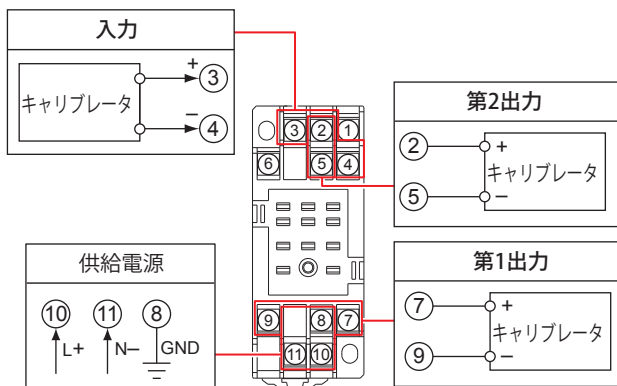 入力
キャリブレータ
+ ③
− ④
第2出力
② +
キャリブレータ
⑤ −
③ ② ①
⑥ ⑤ ④
⑨ ⑧ ⑦
⑪ ⑩
供給電源
⑩ ⑪ ⑧
L+ N− GND
第1出力
⑦ +
キャリブレータ
⑨ −